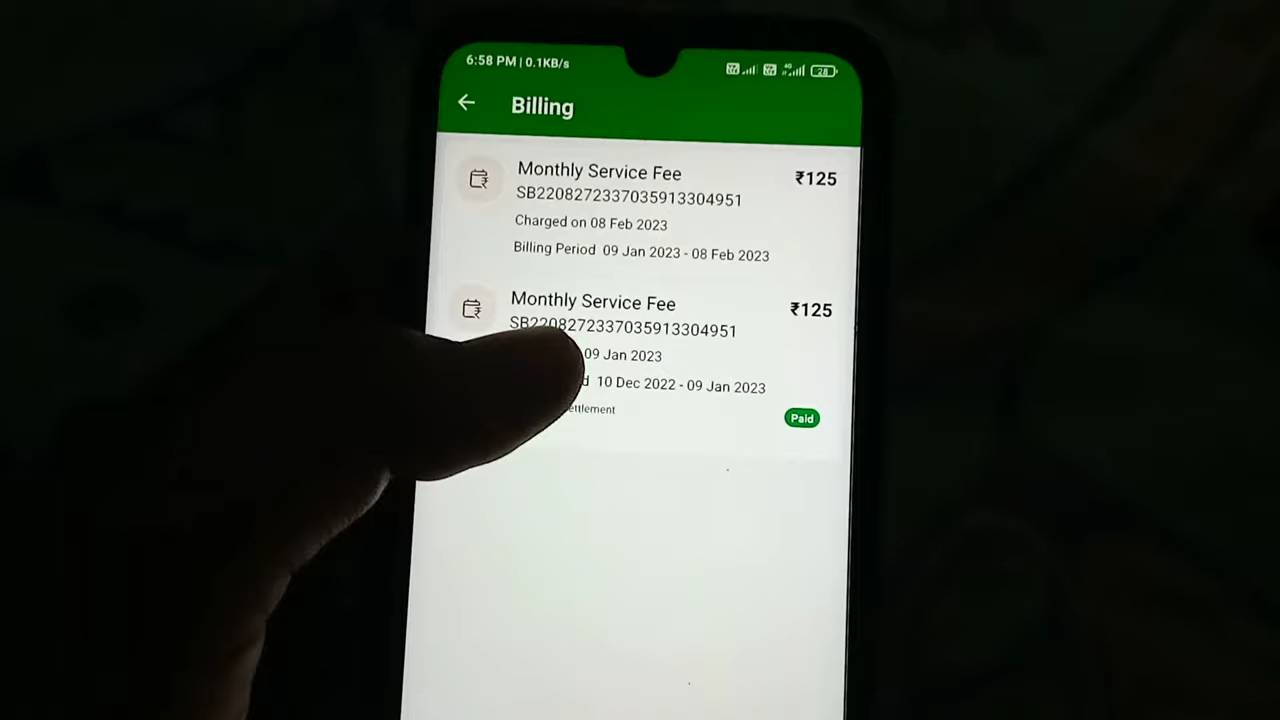 6:58 PM | 0.1KB/s
28
Billing
Monthly Service Fee
₹125
SB2208272337035913304951
Charged on 08 Feb 2023
Billing Period 09 Jan 2023 - 08 Feb 2023
Monthly Service Fee
₹125
SB2208272337035913304951
09 Jan 2023
10 Dec 2022 - 09 Jan 2023
Paid